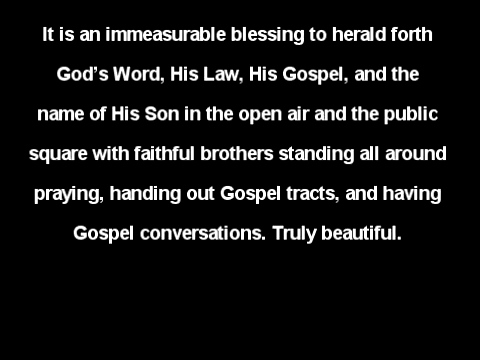 It is an immeasurable blessing to herald forth
God’s Word, His Law, His Gospel, and the
name of His Son in the open air and the public
square with faithful brothers standing all around
praying, handing out Gospel tracts, and having
Gospel conversations. Truly beautiful.